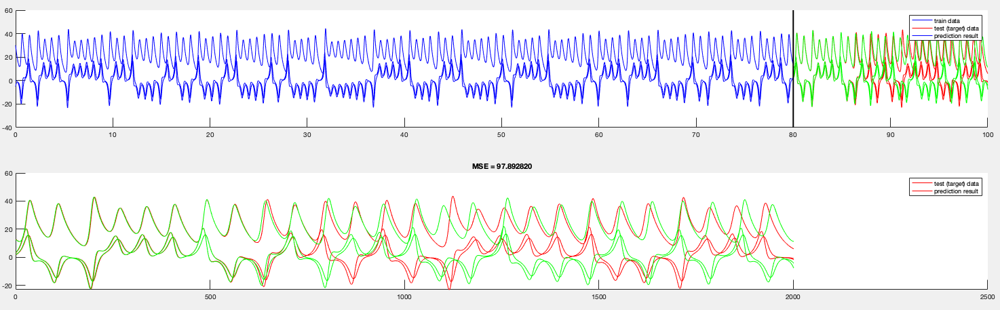 60
40
20
0
-20
-40
0 10 20 30 40 50 60 70 80 90 100
train data
test (target) data
prediction result
MSE = 97.892820
60
40
20
0
-20
0 500 1000 1500 2000 2500
test (target) data
prediction result